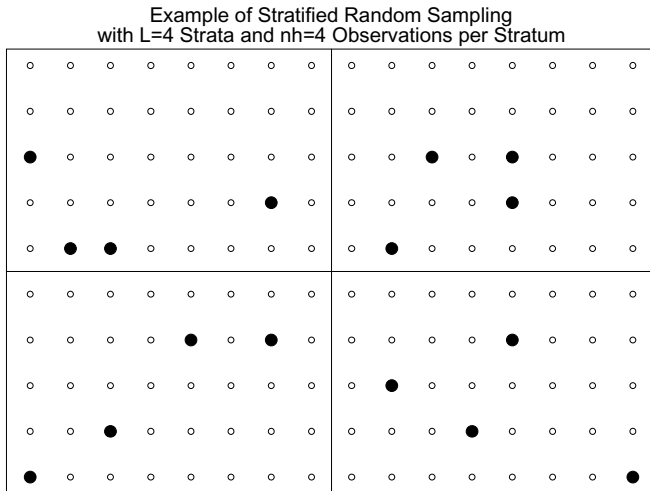 Example of Stratified Random Sampling
with L=4 Strata and nh=4 Observations per Stratum